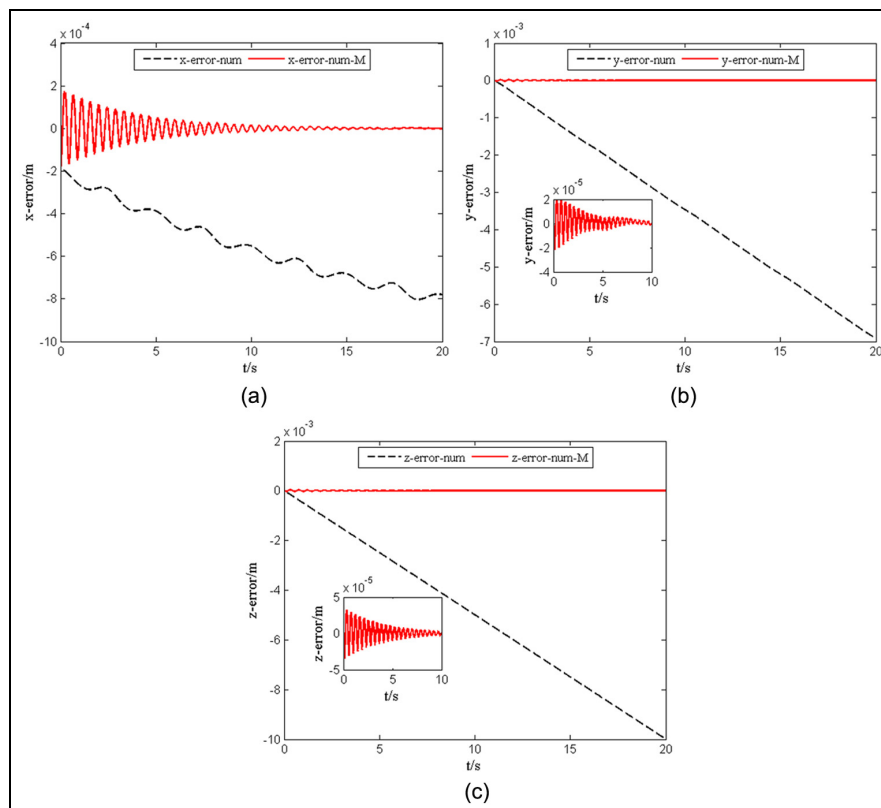 × 10⁻⁴
x-error-num x-error-num-M
4
2
0
-2
-4
-6
-8
-10
x-error/m
0 5 10 15 20
t/s
(a)
× 10⁻³
y-error-num y-error-num-M
1
0
-1
-2
-3
-4
-5
-6
-7
y-error/m
× 10⁻⁵
2
0
-2
-4
y-error/m
0 5 10
t/s
0 5 10 15 20
t/s
(b)
× 10⁻³
z-error-num z-error-num-M
2
0
-2
-4
-6
-8
-10
z-error/m
× 10⁻⁵
5
0
-5
z-error/m
0 5 10
t/s
0 5 10 15 20
t/s
(c)